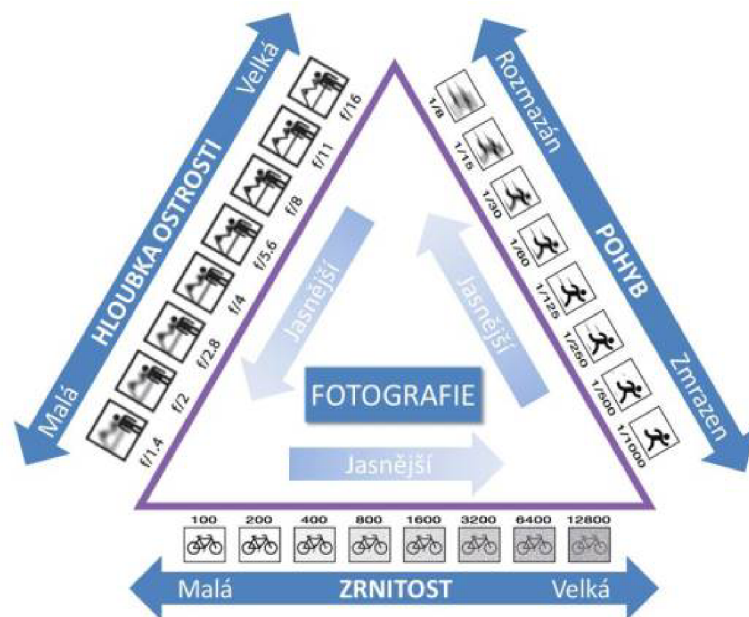 Velká
HLOUBKA OSTROSTI
Malá
f/16
f/11
f/8
f/5.6
f/4
f/2.8
f/2
f/1.4
Rozmazán
POHYB
Zmrazen
1/8
1/15
1/30
1/60
1/125
1/250
1/500
1/1000
Jasnější
Jasnější
FOTOGRAFIE
Jasnější
100 200 400 800 1600 3200 6400 12800
Malá ZRNITOST Velká